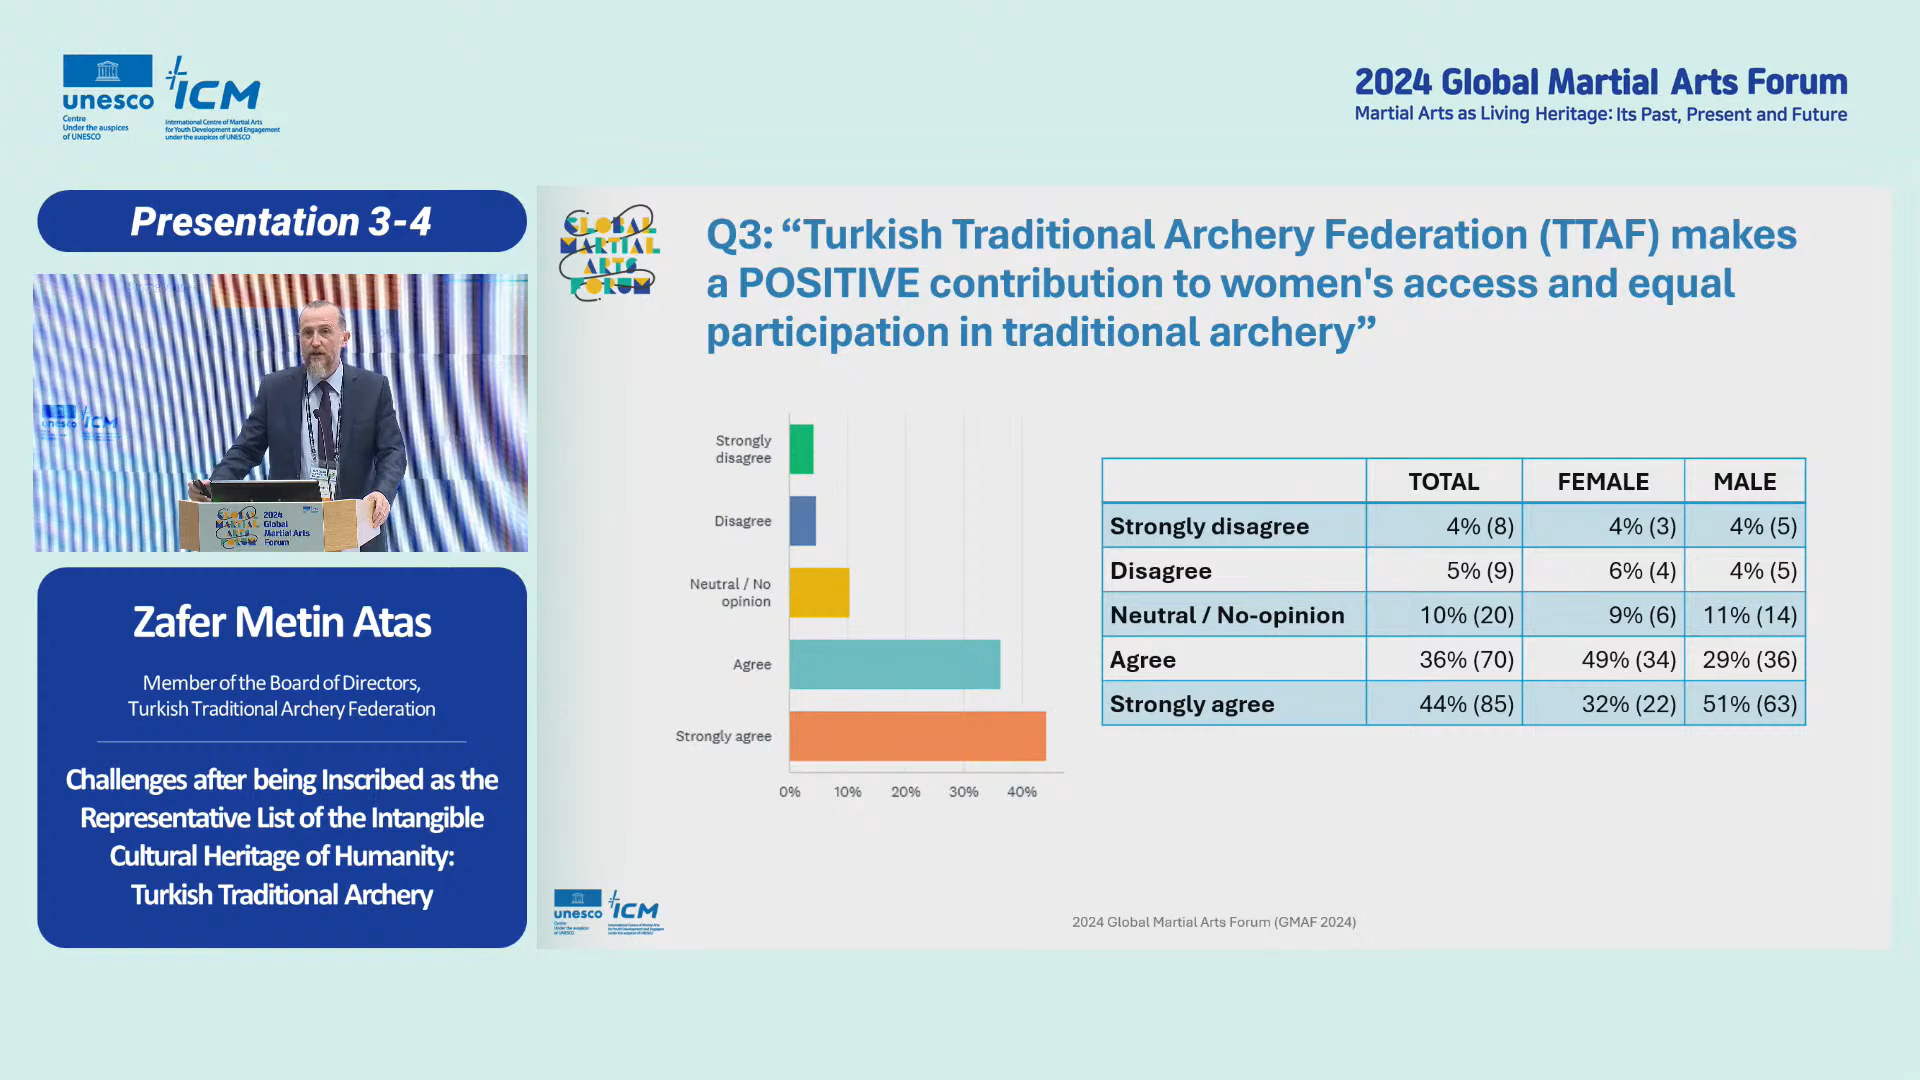 unesco
Centre
Under the auspices
of UNESCO
ICM
International Centre of Martial Arts
for Youth Development and Engagement
under the auspices of UNESCO
2024 Global Martial Arts Forum
Martial Arts as Living Heritage: Its Past, Present and Future
Presentation 3-4
unesco ICM
2024
Global
Martial Arts
Forum
Zafer Metin Atas
Member of the Board of Directors,
Turkish Traditional Archery Federation
Challenges after being Inscribed as the
Representative List of the Intangible
Cultural Heritage of Humanity:
Turkish Traditional Archery
GLOBAL
MARTIAL
ARTS
FORUM
Q3: “Turkish Traditional Archery Federation (TTAF) makes
a POSITIVE contribution to women's access and equal
participation in traditional archery”
Strongly
disagree
Disagree
Neutral / No
opinion
Agree
Strongly agree
0% 10% 20% 30% 40%
TOTAL FEMALE MALE
Strongly disagree 4% (8) 4% (3) 4% (5)
Disagree 5% (9) 6% (4) 4% (5)
Neutral / No-opinion 10% (20) 9% (6) 11% (14)
Agree 36% (70) 49% (34) 29% (36)
Strongly agree 44% (85) 32% (22) 51% (63)
unesco ICM
2024 Global Martial Arts Forum (GMAF 2024)